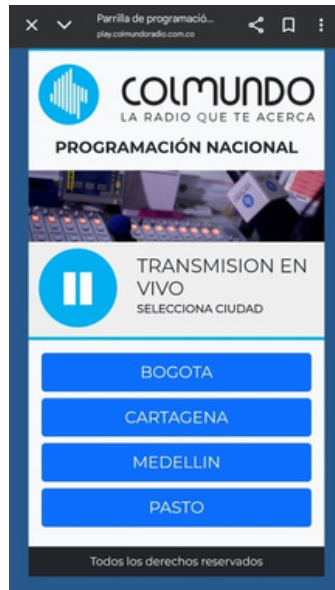 Parrilla de programació...
play.colmundoradio.com.co
COLMUNDO
LA RADIO QUE TE ACERCA
PROGRAMACIÓN NACIONAL
TRANSMISION EN
VIVO
SELECCIONA CIUDAD
BOGOTA
CARTAGENA
MEDELLIN
PASTO
Todos los derechos reservados